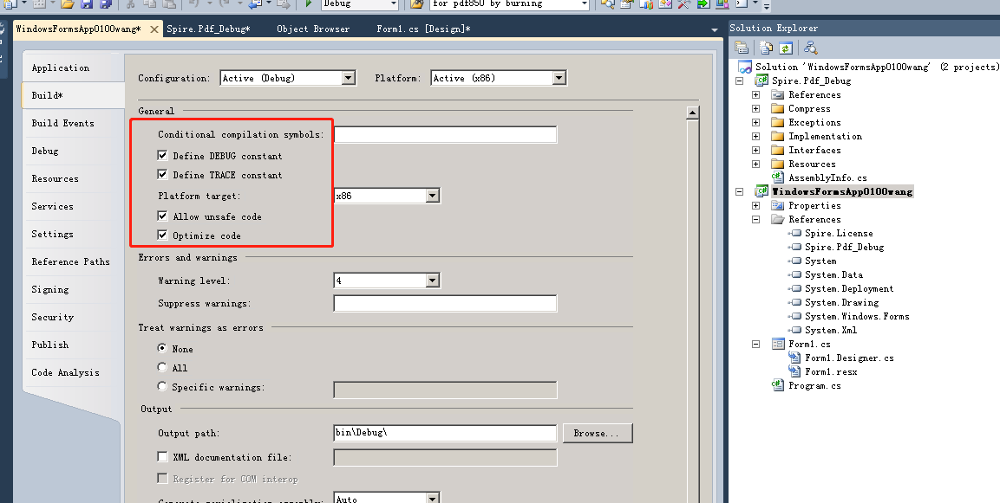 Debug
for pdf850 by burning
WindowsFormsApp0100wang*
Spire.Pdf_Debug*
Object Browser
Form1.cs [Design]*
Solution Explorer
Application
Build*
Build Events
Debug
Resources
Services
Settings
Reference Paths
Signing
Security
Publish
Code Analysis
Configuration:
Active (Debug)
Platform:
Active (x86)
General
Conditional compilation symbols:
Define DEBUG constant
Define TRACE constant
Platform target:
x86
Allow unsafe code
Optimize code
Errors and warnings
Warning level:
4
Suppress warnings:
Treat warnings as errors
None
All
Specific warnings:
Output
Output path:
bin\Debug\
Browse...
XML documentation file:
Register for COM interop
Generate serialization assembly:
Auto
Solution 'WindowsFormsApp0100wang' (2 projects)
Spire.Pdf_Debug
References
Compress
Exceptions
Implementation
Interfaces
Resources
AssemblyInfo.cs
WindowsFormsApp0100wang
Properties
References
Spire.License
Spire.Pdf_Debug
System
System.Data
System.Deployment
System.Drawing
System.Windows.Forms
System.Xml
Form1.cs
Form1.Designer.cs
Form1.resx
Program.cs